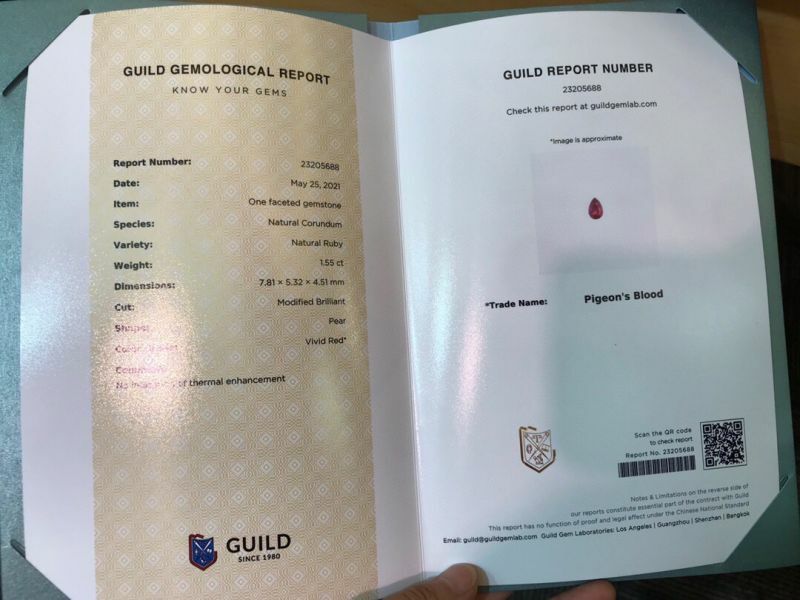 GUILD GEMOLOGICAL REPORT
KNOW YOUR GEMS
Report Number: 23205688
Date: May 25, 2021
Item: One faceted gemstone
Species: Natural Corundum
Variety: Natural Ruby
Weight: 1.55 ct
Dimensions: 7.81 × 5.32 × 4.51 mm
Cut: Modified Brilliant
Shape: Pear
Vivid Red*
No of thermal enhancement
GUILD
SINCE 1980
GUILD REPORT NUMBER
23205688
Check this report at guildgemlab.com
*Image is approximate
*Trade Name: Pigeon's Blood
Scan the QR code
to check report
Report No. 23205688
Notes & Limitations on the reverse side of
our reports constitute essential part of the contract with Guild
This report has no function of proof and legal effect under the Chinese National Standard
Email: guild@guildgemlab.com Guild Gem Laboratories: Los Angeles | Guangzhou | Shenzhen | Bangkok